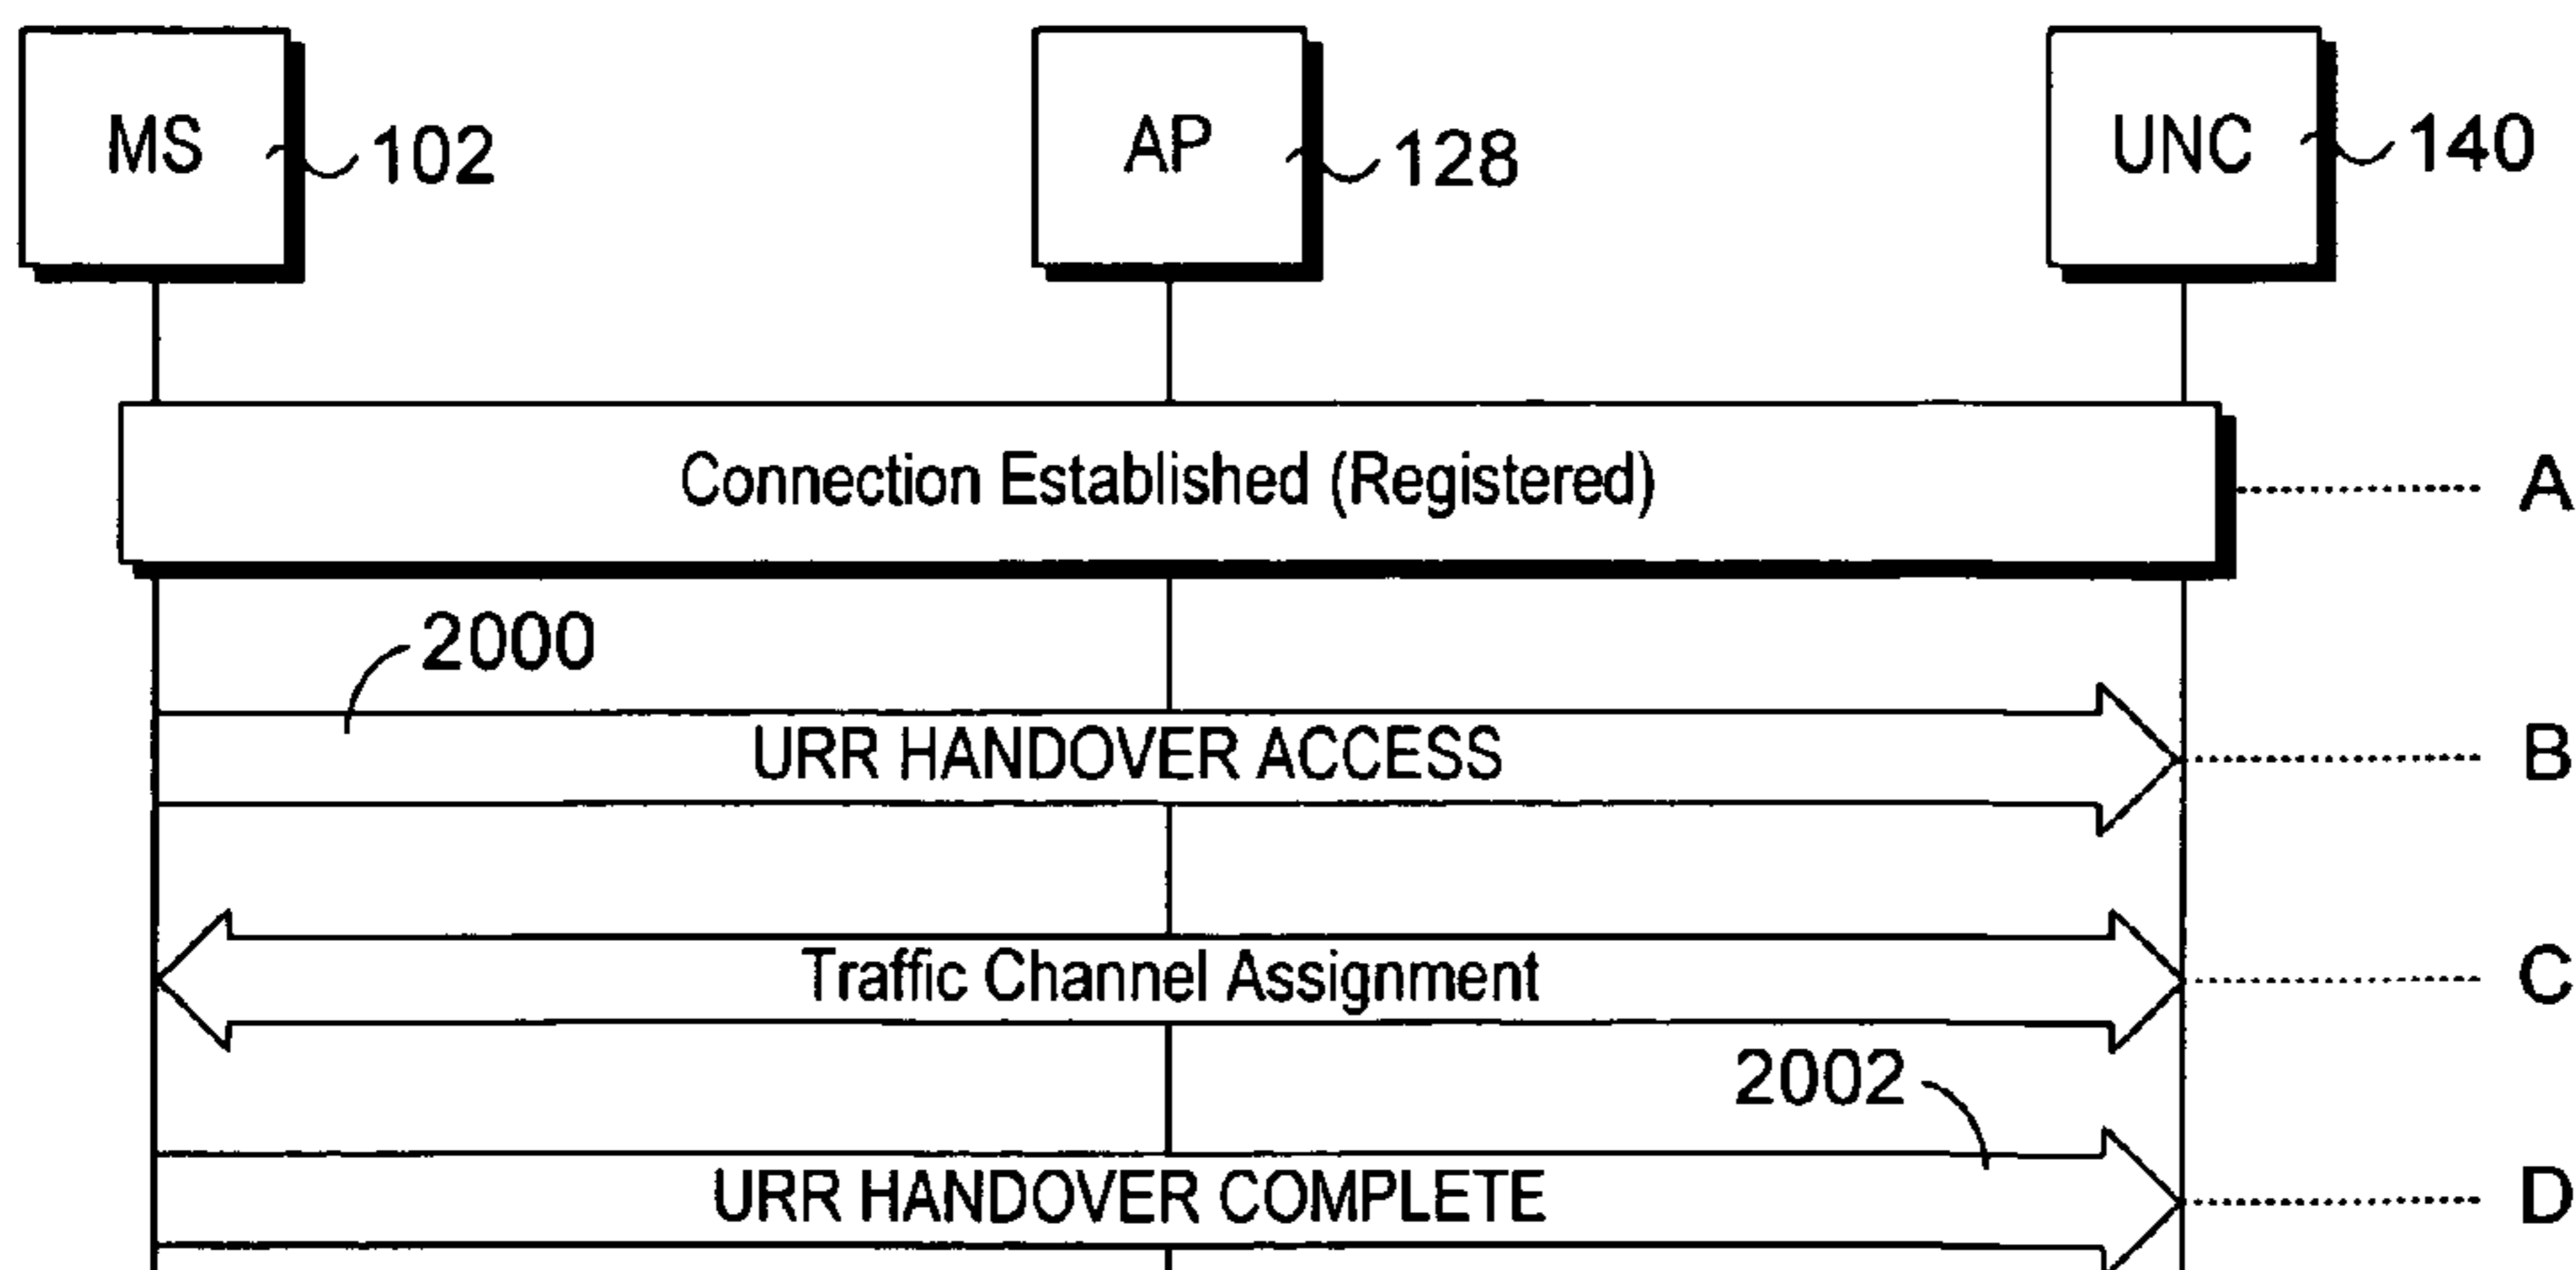 MS
102
AP
128
UNC
140
Connection Established (Registered)
A
2000
URR HANDOVER ACCESS
B
Traffic Channel Assignment
C
2002
URR HANDOVER COMPLETE
D